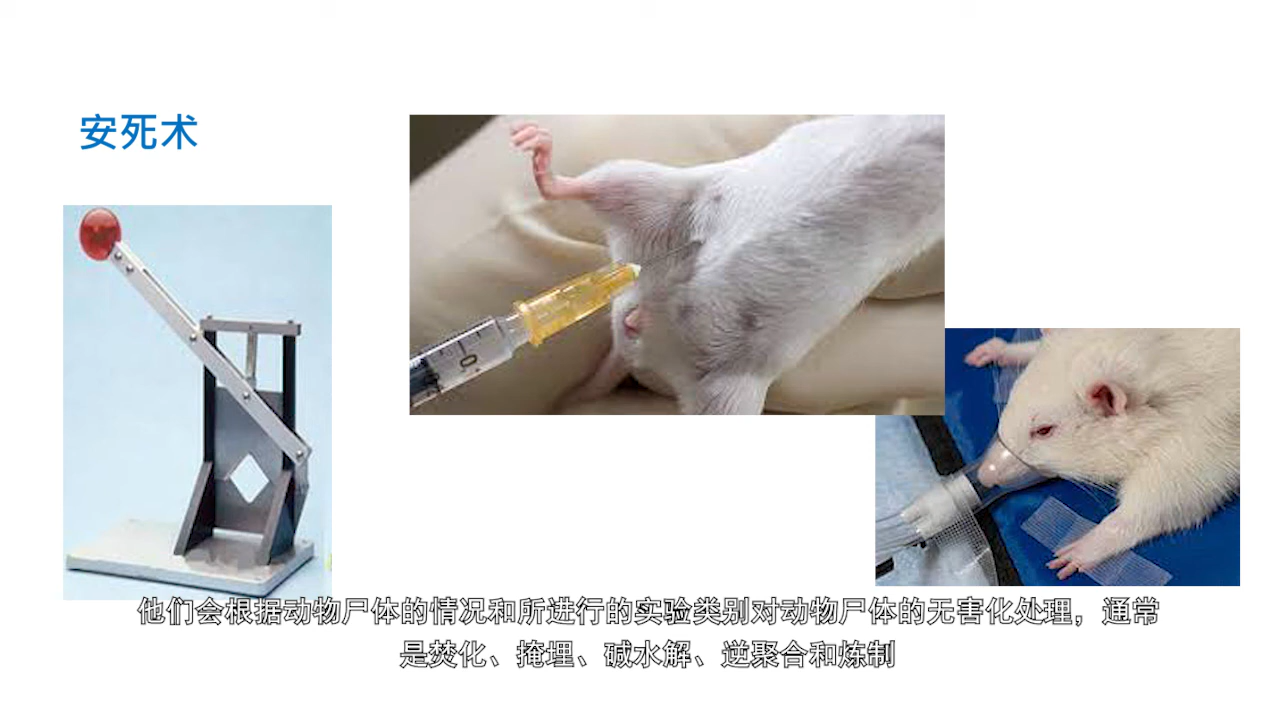 安死术
0
他们会根据动物尸体的情况和所进行的实验类别对动物尸体的无害化处理，通常
是焚化、掩埋、碱水解、逆聚合和炼制